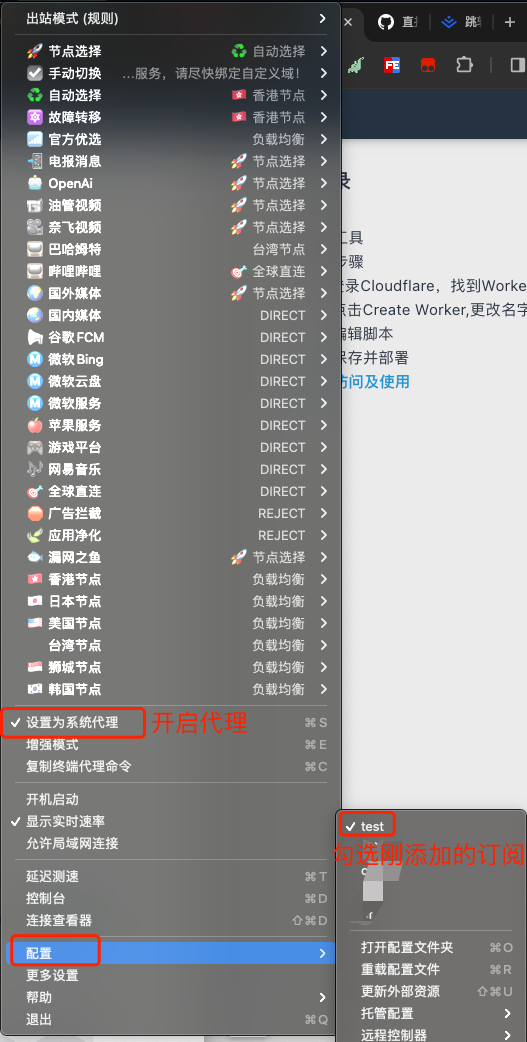 出站模式 (规则)
节点选择 自动选择
手动切换 …服务，请尽快绑定自定义域！
自动选择 香港节点
故障转移 香港节点
官方优选 负载均衡
电报消息 节点选择
OpenAi 节点选择
油管视频 节点选择
奈飞视频 节点选择
巴哈姆特 台湾节点
哔哩哔哩 全球直连
国外媒体 节点选择
国内媒体 DIRECT
谷歌FCM DIRECT
微软Bing DIRECT
微软云盘 DIRECT
微软服务 DIRECT
苹果服务 DIRECT
游戏平台 DIRECT
网易音乐 DIRECT
全球直连 DIRECT
广告拦截 REJECT
应用净化 REJECT
漏网之鱼 节点选择
香港节点 负载均衡
日本节点 负载均衡
美国节点 负载均衡
台湾节点 负载均衡
狮城节点 负载均衡
韩国节点 负载均衡
设置为系统代理 ⌘S
开启代理
增强模式 ⌘E
复制终端代理命令 ⌘C
开机启动
显示实时速率
允许局域网连接
延迟测速 ⌘T
控制台 ⌘D
连接查看器 ⇧⌘D
配置
更多设置
帮助
退出 ⌘Q
test
勾选刚添加的订阅
打开配置文件夹 ⌘O
重载配置文件 ⌘R
更新外部资源 ⇧⌘U
托管配置
远程控制器
直
跳
FE
录
工具
步骤
登录Cloudflare，找到Worke
点击Create Worker,更改名字
编辑脚本
保存并部署
访问及使用